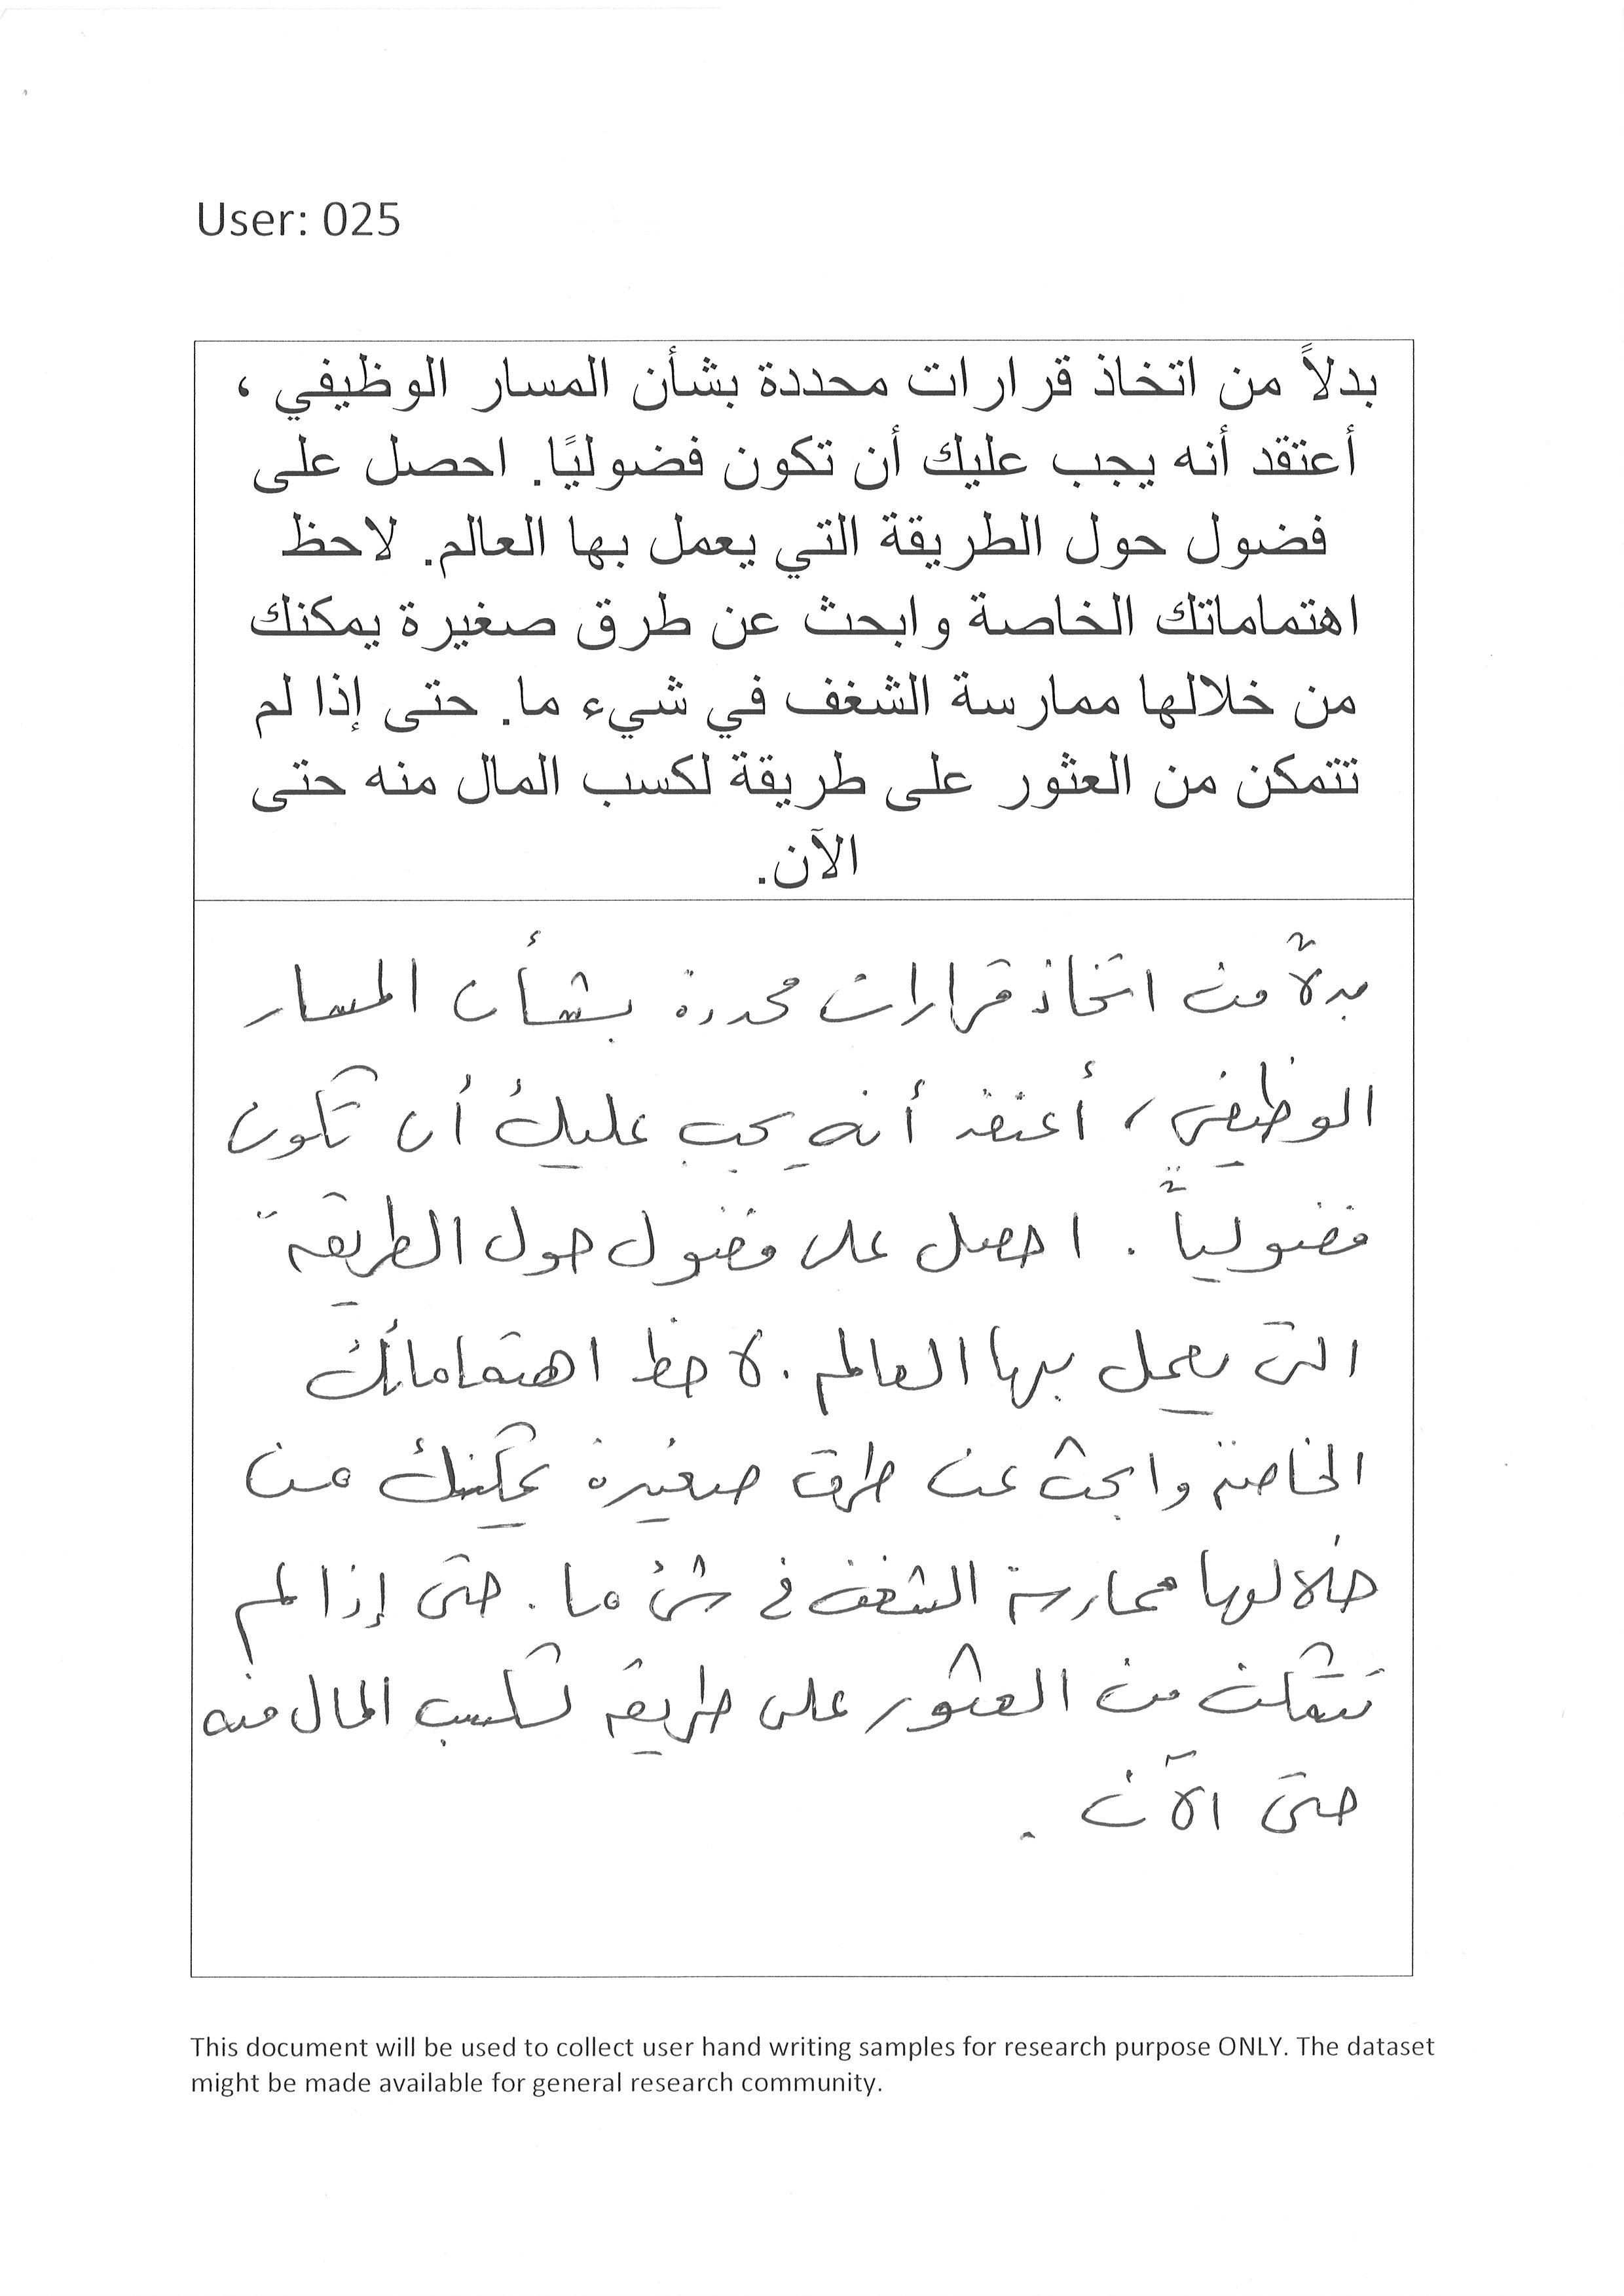 User: 025
بدلاً من اتخاذ قرارات محددة بشأن المسار الوظيفي ،
أعتقد أنه يجب عليك أن تكون فضوليًا. احصل على
فضول حول الطريقة التي يعمل بها العالم. لاحظ
اهتماماتك الخاصة وابحث عن طرق صغيرة يمكنك
من خلالها ممارسة الشغف في شيء ما. حتى إذا لم
تتمكن من العثور على طريقة لكسب المال منه حتى
الآن.
بدلاً من اتخاذ قرارات محددة بشأن المسار
الوظيفي، أعتقد أنه يجب عليك أن تكون
فضولياً. احصل على فضول حول الطريقة
التي يعمل بها العالم. لاحظ اهتماماتك
الخاصة وابحث عن طرق صغيرة يمكنك من
خلالها ممارسة الشغف في شئ ما. حتى إذا لم
تتمكن من العثور على طريقة لكسب المال منه
حتى الآن.
This document will be used to collect user hand writing samples for research purpose ONLY. The dataset
might be made available for general research community.